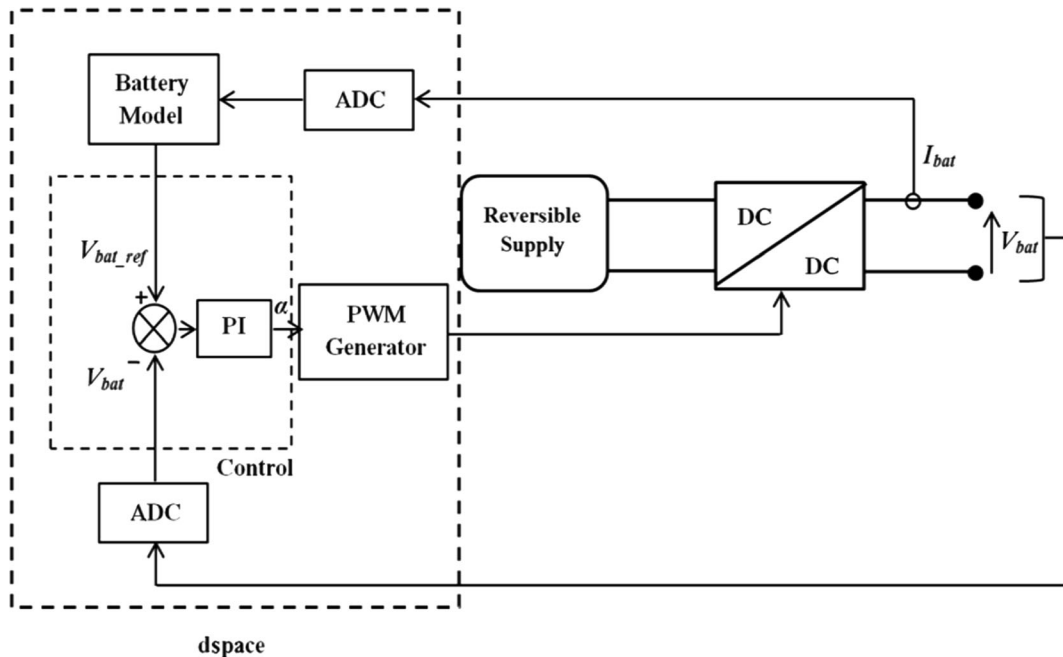 Battery
Model
ADC
I_bat
Reversible
Supply
DC
DC
V_bat
V_bat_ref
+
PI
α
PWM
Generator
V_bat
−
Control
ADC
dspace